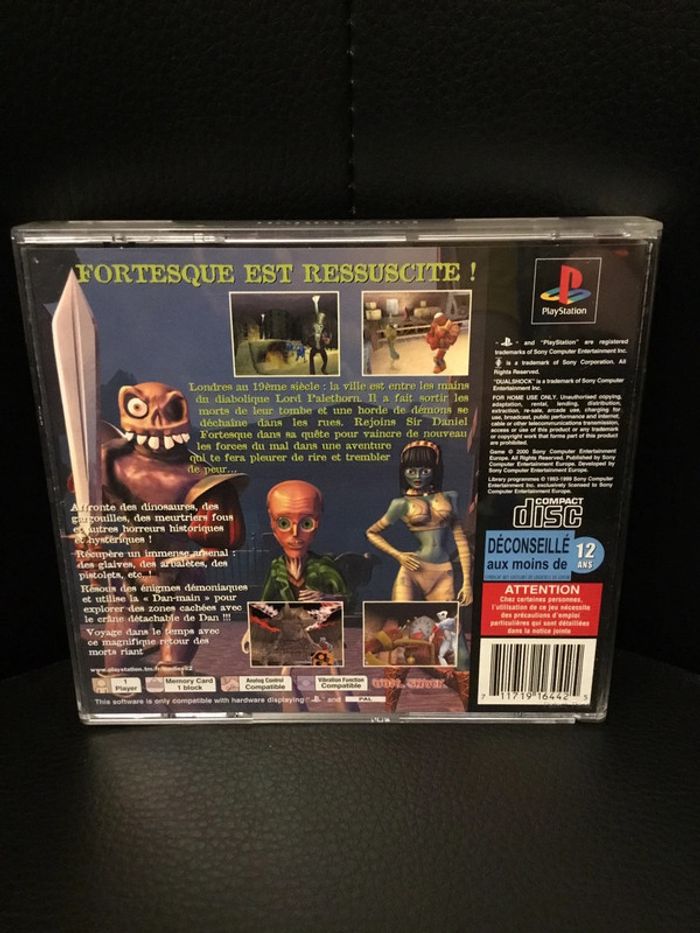 FORTESQUE EST RESSUSCITE !
Londres au 19ème siècle : la ville est entre les mains
du diabolique Lord Palethorn. Il a fait sortir les
morts de leur tombe et une horde de démons se
déchaine dans les rues. Rejoins Sir Daniel
Fortesque dans sa quête pour vaincre de nouveau
les forces du mal dans une aventure
qui te fera pleurer de rire et trembler
de peur...
Affronte des dinosaures, des
gargouilles, des meurtriers fous
et autres horreurs historiques
et hystériques !
Récupère un immense arsenal :
des glaives, des arbalètes, des
pistolets, etc. !
Résous des énigmes démoniaques
et utilise la « Dan-main » pour
explorer des zones cachées avec
le crâne détachable de Dan !!!
Voyage dans le temps avec
ce magnifique retour des
morts riant
1
Player
Memory Card
1 block
Analog Control
Compatible
Vibration Function
Compatible
DUAL SHOCK
This software is only compatible with hardware displaying " " and PAL
PlayStation
" " and "PlayStation" are registered
trademarks of Sony Computer Entertainment Inc.
is a trademark of Sony Corporation. All
Rights Reserved.
"DUALSHOCK" is a trademark of Sony Computer
Entertainment Inc.
FOR HOME USE ONLY. Unauthorised copying,
adaptation, rental, lending, distribution,
extraction, re-sale, arcade use, charging for
use, broadcast, public performance and internet,
cable or other telecommunications transmission,
access or use of this product or any trademark
or copyright work that forms part of this product
are prohibited.
Game © 2000 Sony Computer Entertainment
Europe. All Rights Reserved. Published by Sony
Computer Entertainment Europe. Developed by
Sony Computer Entertainment Europe.
Library programmes © 1993-1999 Sony Computer
Entertainment Inc. exclusively licensed to Sony
Computer Entertainment Europe.
COMPACT
disc
DÉCONSEILLÉ
aux moins de
12
ANS
ATTENTION
Chez certaines personnes,
l'utilisation de ce jeu nécessite
des précautions d'emploi
particulières qui sont détaillées
dans la notice jointe
7 11719 16442 5